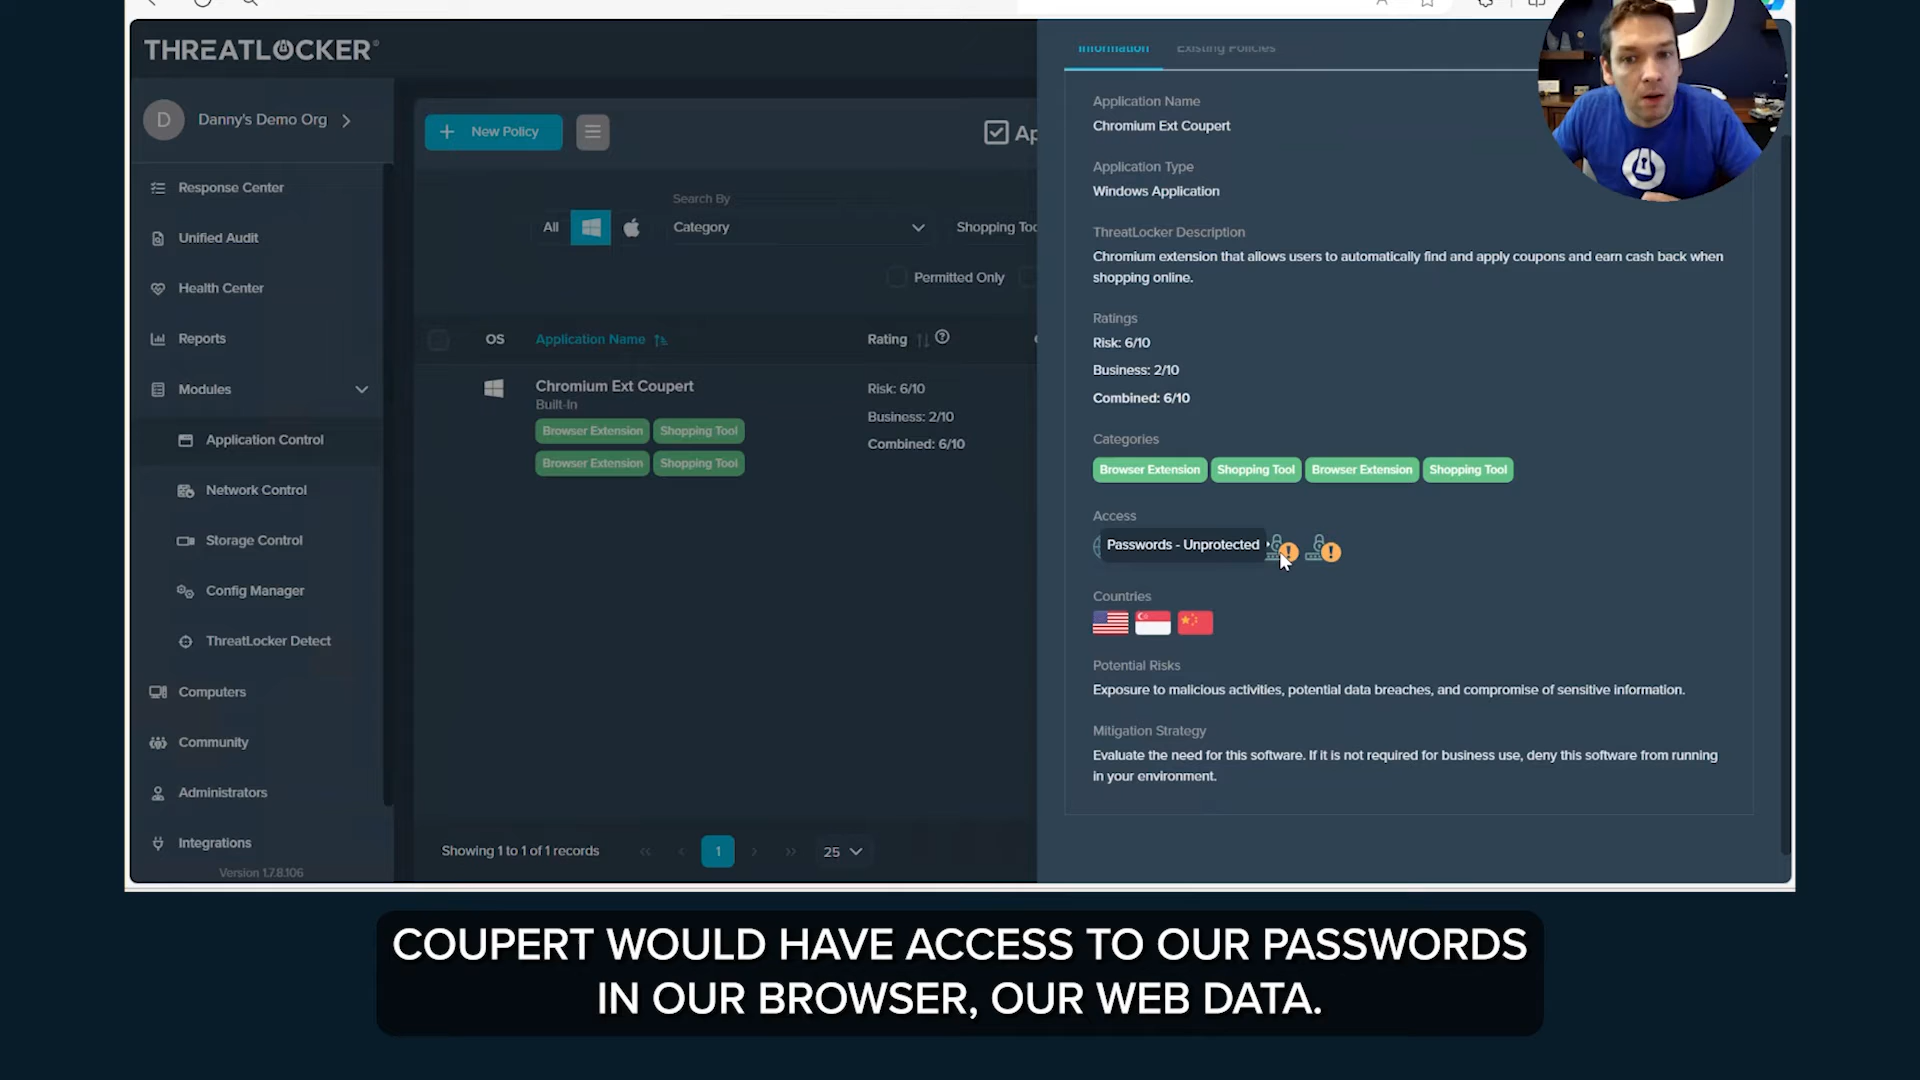 THREATLOCKER
D
Danny's Demo Org
Response Center
Unified Audit
Health Center
Reports
Modules
Application Control
Network Control
Storage Control
Config Manager
ThreatLocker Detect
Computers
Community
Administrators
Integrations
Version 1.7.8.106
+ New Policy
Ap
Search By
All
Category
Shopping Too
Permitted Only
OS
Application Name
Rating
Chromium Ext Coupert
Built-In
Browser Extension
Shopping Tool
Browser Extension
Shopping Tool
Risk: 6/10
Business: 2/10
Combined: 6/10
Showing 1 to 1 of 1 records
1
25
Information
Existing Policies
Application Name
Chromium Ext Coupert
Application Type
Windows Application
ThreatLocker Description
Chromium extension that allows users to automatically find and apply coupons and earn cash back when
shopping online.
Ratings
Risk: 6/10
Business: 2/10
Combined: 6/10
Categories
Browser Extension
Shopping Tool
Browser Extension
Shopping Tool
Access
Passwords - Unprotected
Countries
Potential Risks
Exposure to malicious activities, potential data breaches, and compromise of sensitive information.
Mitigation Strategy
Evaluate the need for this software. If it is not required for business use, deny this software from running
in your environment.
COUPERT WOULD HAVE ACCESS TO OUR PASSWORDS
IN OUR BROWSER, OUR WEB DATA.